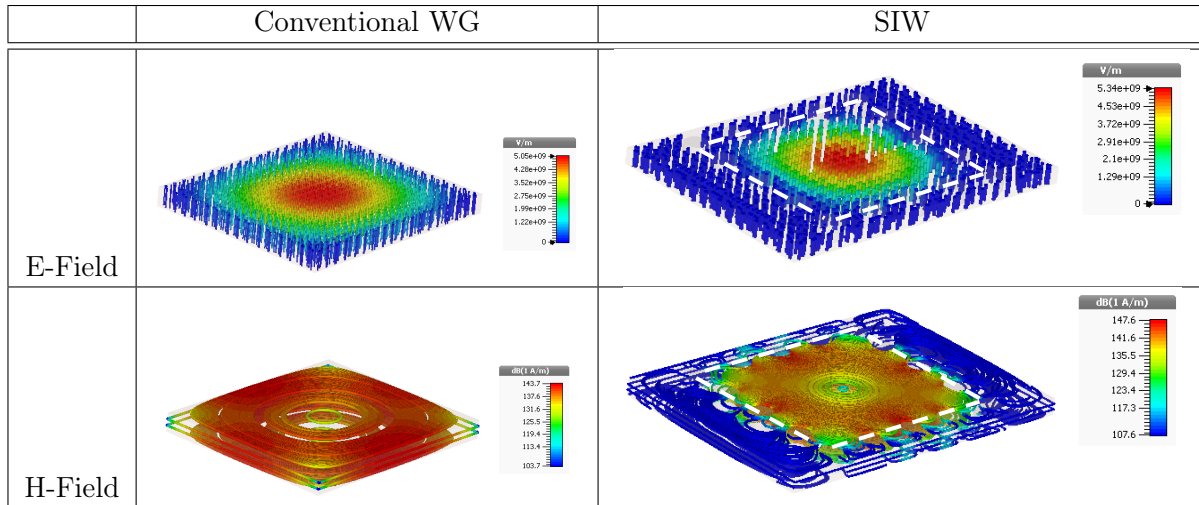 Conventional WG
SIW
E-Field
V/m
5.05e+09
4.28e+09
3.52e+09
2.75e+09
1.99e+09
1.22e+09
0
V/m
5.34e+09
4.53e+09
3.72e+09
2.91e+09
2.1e+09
1.29e+09
0
H-Field
dB(1 A/m)
143.7
137.6
131.6
125.5
119.4
113.4
103.7
dB(1 A/m)
147.6
141.6
135.5
129.4
123.4
117.3
107.6